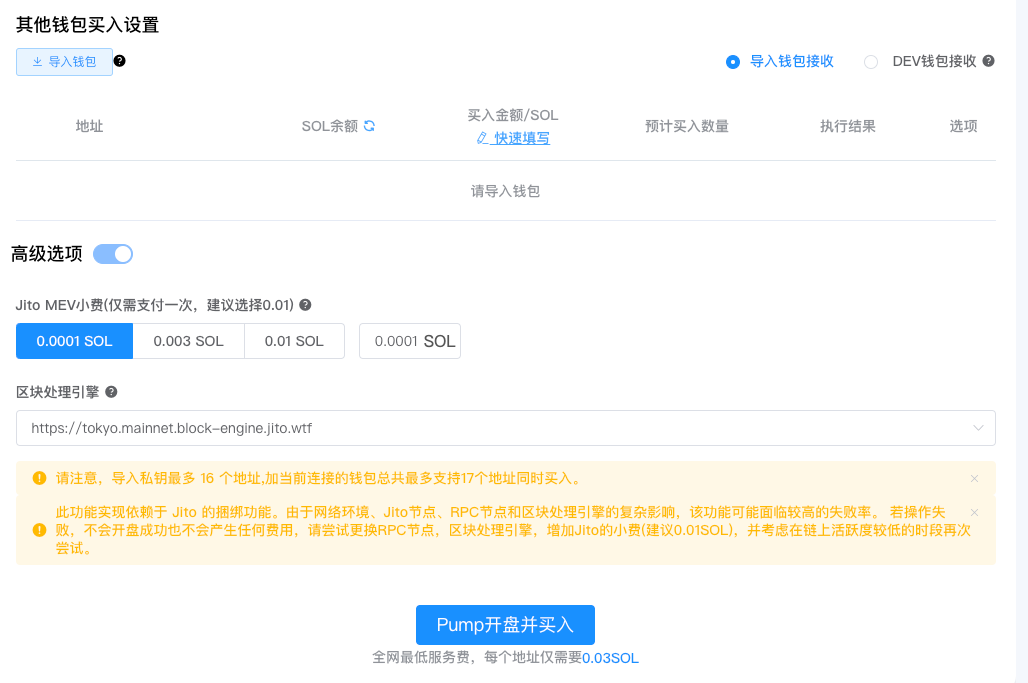 其他钱包买入设置
导入钱包
导入钱包接收 DEV钱包接收
地址 SOL余额 买入金额/SOL 预计买入数量 执行结果 选项
快速填写
请导入钱包
高级选项
Jito MEV小费(仅需支付一次，建议选择0.01)
0.0001 SOL 0.003 SOL 0.01 SOL 0.0001 SOL
区块处理引擎
https://tokyo.mainnet.block-engine.jito.wtf
请注意，导入私钥最多 16 个地址,加当前连接的钱包总共最多支持17个地址同时买入。
此功能实现依赖于 Jito 的捆绑功能。由于网络环境、Jito节点、RPC节点和区块处理引擎的复杂影响，该功能可能面临较高的失败率。 若操作失
败，不会开盘成功也不会产生任何费用，请尝试更换RPC节点，区块处理引擎，增加Jito的小费(建议0.01SOL)，并考虑在链上活跃度较低的时段再次
尝试。
Pump开盘并买入
全网最低服务费，每个地址仅需要0.03SOL